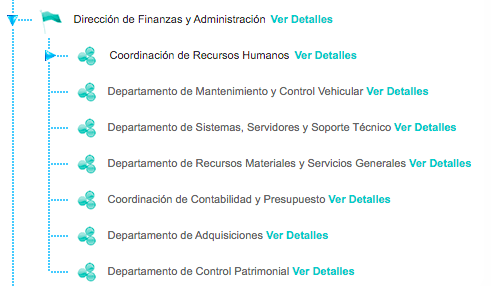 Dirección de Finanzas y Administración Ver Detalles
Coordinación de Recursos Humanos Ver Detalles
Departamento de Mantenimiento y Control Vehicular Ver Detalles
Departamento de Sistemas, Servidores y Soporte Técnico Ver Detalles
Departamento de Recursos Materiales y Servicios Generales Ver Detalles
Coordinación de Contabilidad y Presupuesto Ver Detalles
Departamento de Adquisiciones Ver Detalles
Departamento de Control Patrimonial Ver Detalles